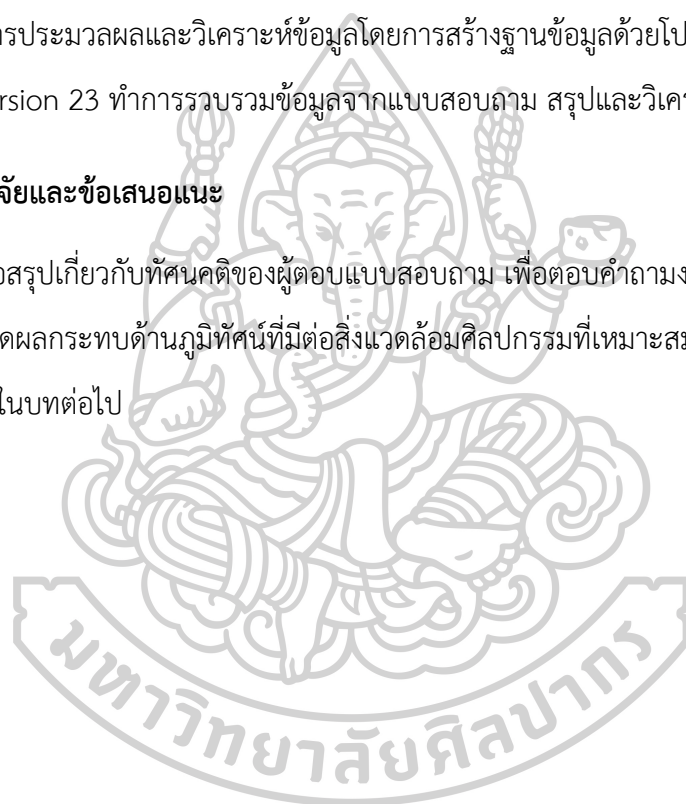 ารประมวลผลและวิเคราะห์ข้อมูลโดยการสร้างฐานข้อมูลด้วยโป
rsion 23 ทำการรวบรวมข้อมูลจากแบบสอบถาม สรุปและวิเคร
จัยและข้อเสนอแนะ
อสรุปเกี่ยวกับทัศนคติของผู้ตอบแบบสอบถาม เพื่อตอบคำถามง
ดผลกระทบด้านภูมิทัศน์ที่มีต่อสิ่งแวดล้อมศิลปกรรมที่เหมาะสม
ในบทต่อไป
มหาวิทยาลัยศิลปากร